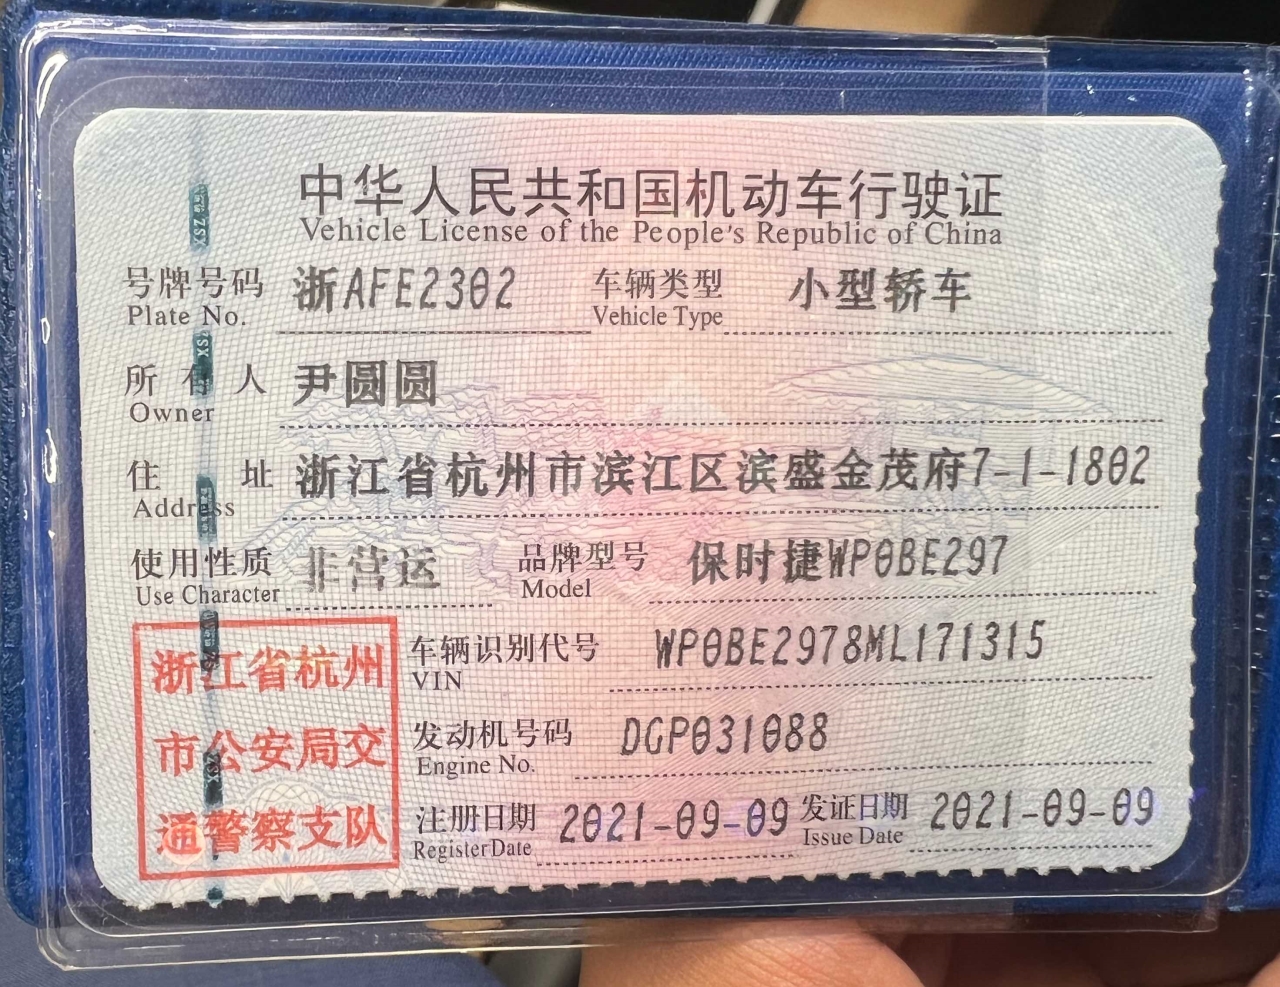 中华人民共和国机动车行驶证
Vehicle License of the People's Republic of China
号牌号码 浙AFE2302 车辆类型 小型轿车
Plate No. Vehicle Type
所有人 尹圆圆
Owner
住址 浙江省杭州市滨江区滨盛金茂府7-1-1802
Address
使用性质 非营运 品牌型号 保时捷WP0BE297
Use Character Model
车辆识别代号 WP0BE2978ML171315
VIN
发动机号码 DGP031088
Engine No.
注册日期 2021-09-09 发证日期 2021-09-09
Register Date Issue Date
浙江省杭州
市公安局交
通警察支队